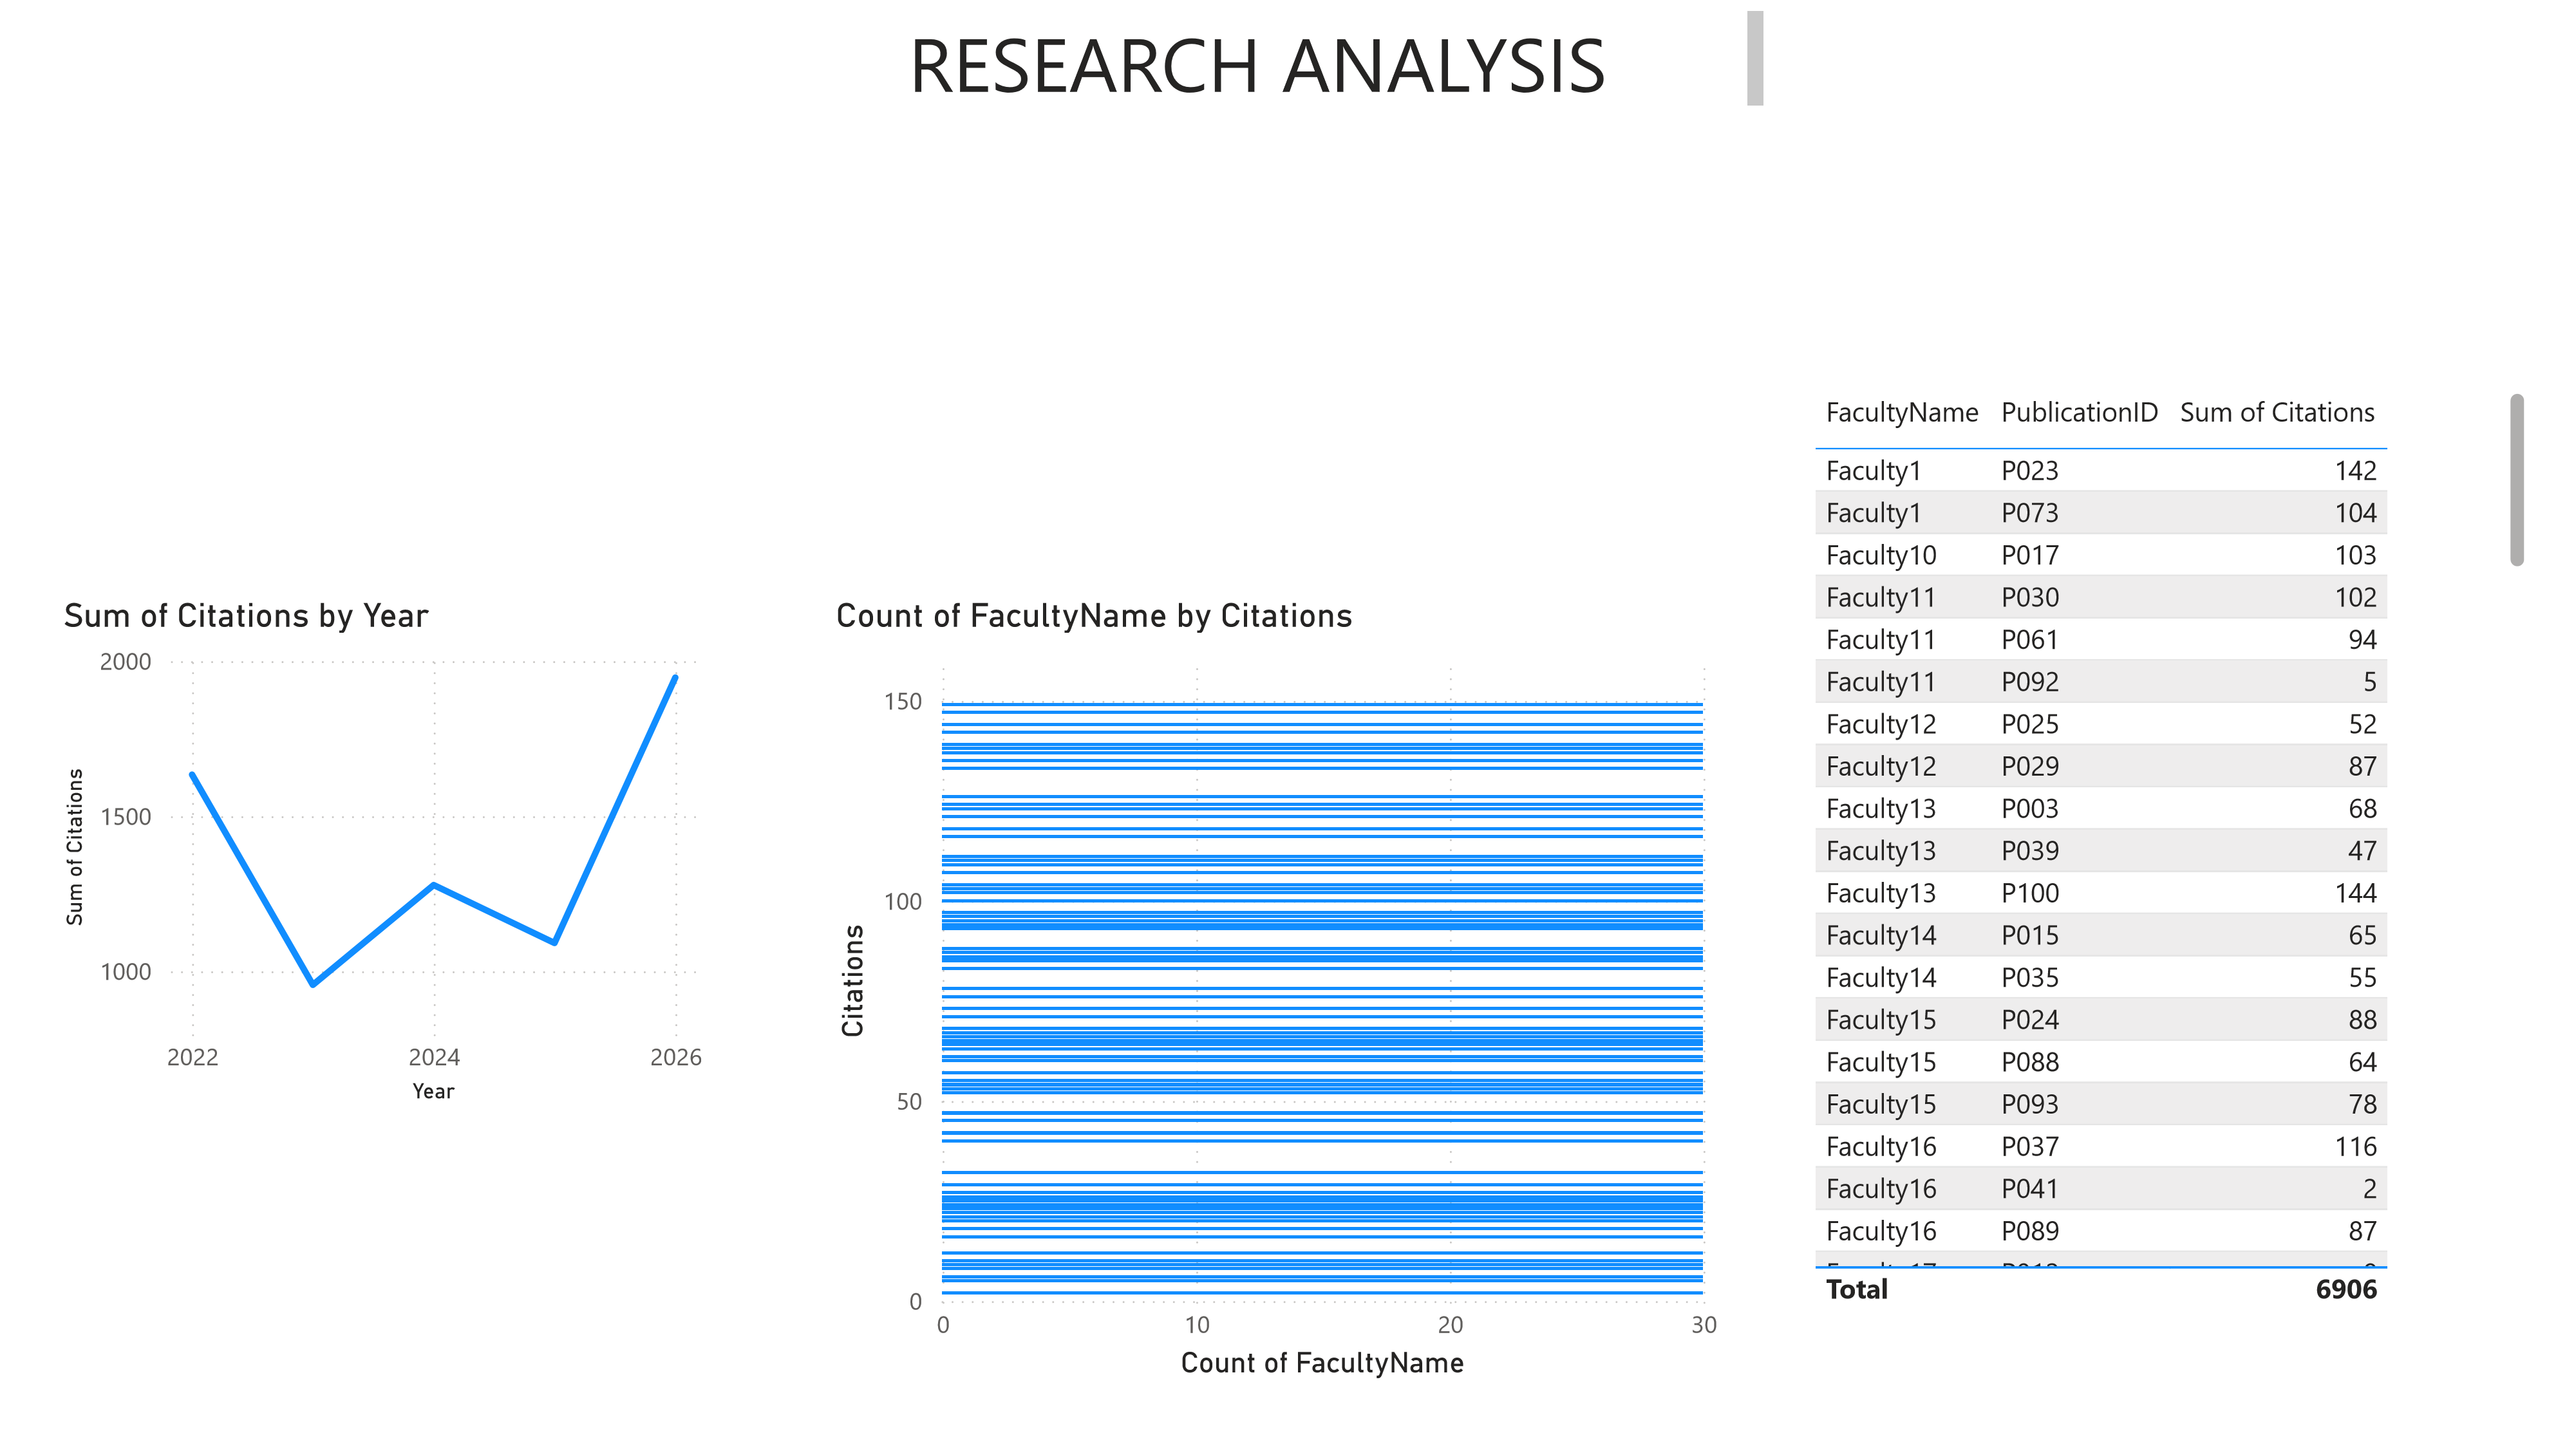 RESEARCH ANALYSIS
Sum of Citations by Year
2000
1500
1000
Sum of Citations
2022 2024 2026
Year
Count of FacultyName by Citations
150
100
50
0
Citations
0 10 20 30
Count of FacultyName
FacultyName PublicationID Sum of Citations
Faculty1 P023 142
Faculty1 P073 104
Faculty10 P017 103
Faculty11 P030 102
Faculty11 P061 94
Faculty11 P092 5
Faculty12 P025 52
Faculty12 P029 87
Faculty13 P003 68
Faculty13 P039 47
Faculty13 P100 144
Faculty14 P015 65
Faculty14 P035 55
Faculty15 P024 88
Faculty15 P088 64
Faculty15 P093 78
Faculty16 P037 116
Faculty16 P041 2
Faculty16 P089 87
Total 6906